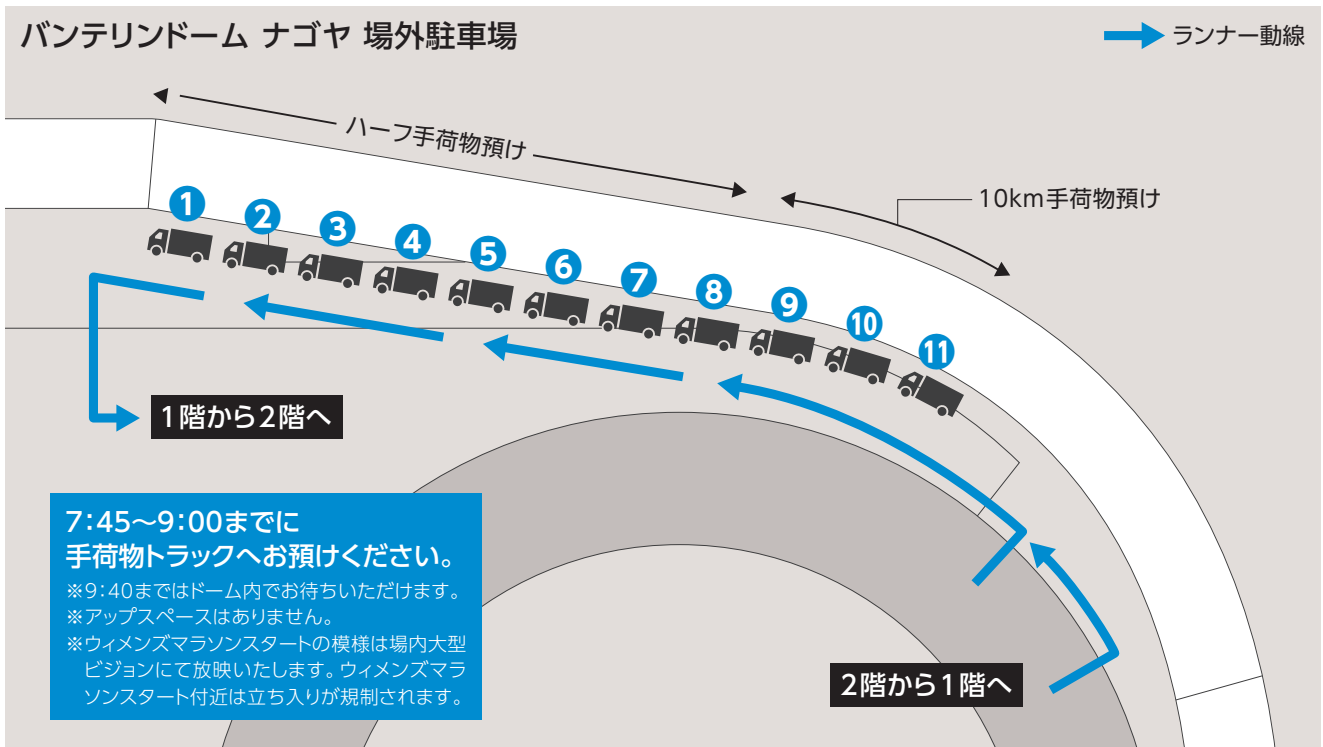 バンテリンドーム ナゴヤ 場外駐車場
ランナー動線
ハーフ手荷物預け
10km手荷物預け
1
2
3
4
5
6
7
8
9
10
11
1階から2階へ
7:45〜9:00までに
手荷物トラックへお預けください。
※9:40まではドーム内でお待ちいただけます。
※アップスペースはありません。
※ウィメンズマラソンスタートの模様は場内大型
ビジョンにて放映いたします。ウィメンズマラ
ソンスタート付近は立ち入りが規制されます。
2階から1階へ